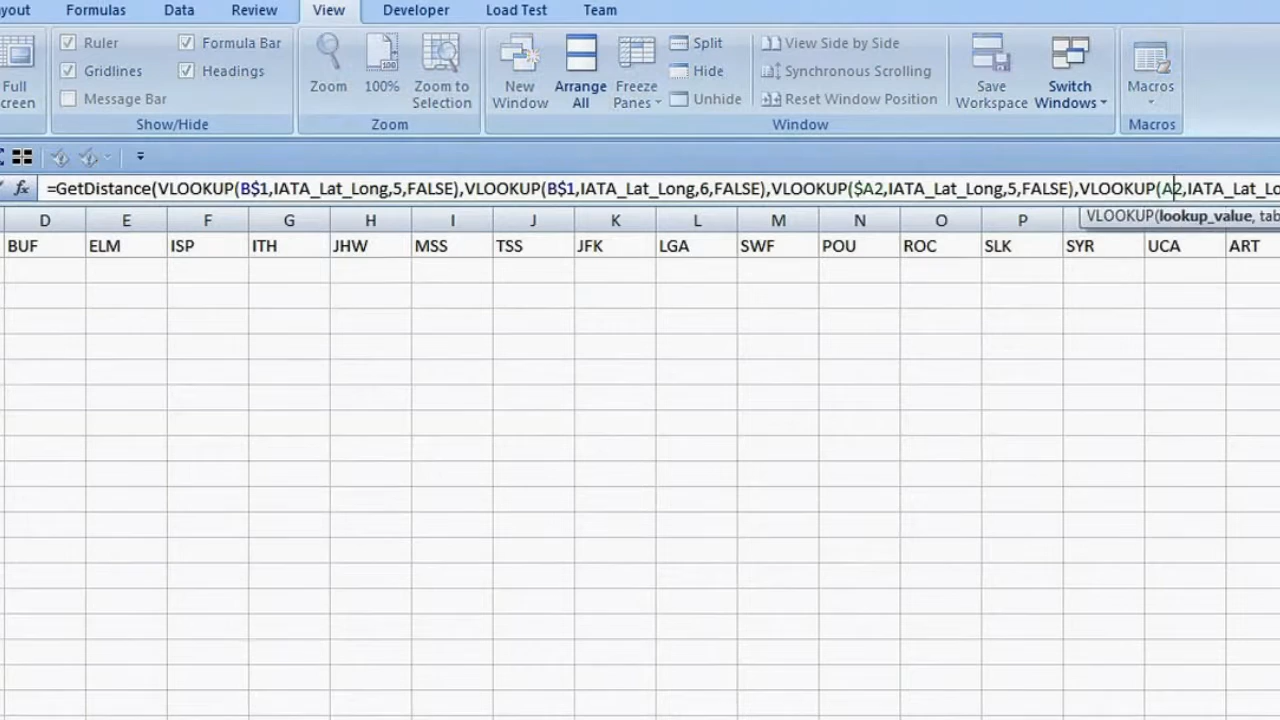 yout Formulas Data Review View Developer Load Test Team
Ruler Formula Bar
Gridlines Headings
Message Bar
Show/Hide
Full
creen
Zoom 100% Zoom to
Selection
Zoom
New
Window Arrange
All Freeze
Panes
Split
Hide
Unhide
View Side by Side
Synchronous Scrolling
Reset Window Position
Save
Workspace Switch
Windows
Window
Macros
Macros
fx =GetDistance(VLOOKUP(B$1,IATA_Lat_Long,5,FALSE),VLOOKUP(B$1,IATA_Lat_Long,6,FALSE),VLOOKUP($A2,IATA_Lat_Long,5,FALSE),VLOOKUP(A2,IATA_Lat_Lo
VLOOKUP(lookup_value, tab
D E F G H I J K L M N O P
BUF ELM ISP ITH JHW MSS TSS JFK LGA SWF POU ROC SLK SYR UCA ART